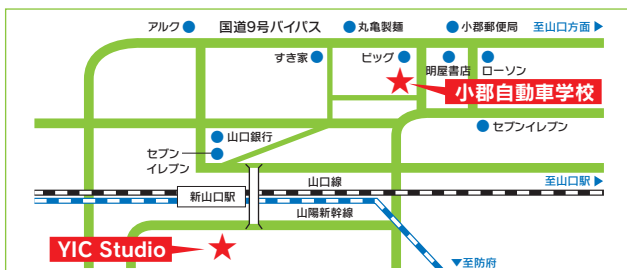 アルク
国道9号バイパス
丸亀製麺
小郡郵便局
至山口方面 ▶
すき家
ビッグ
明屋書店
ローソン
小郡自動車学校
山口銀行
セブンイレブン
セブン
イレブン
山口線
至山口駅 ▶
新山口駅
山陽新幹線
YIC Studio
▼至防府